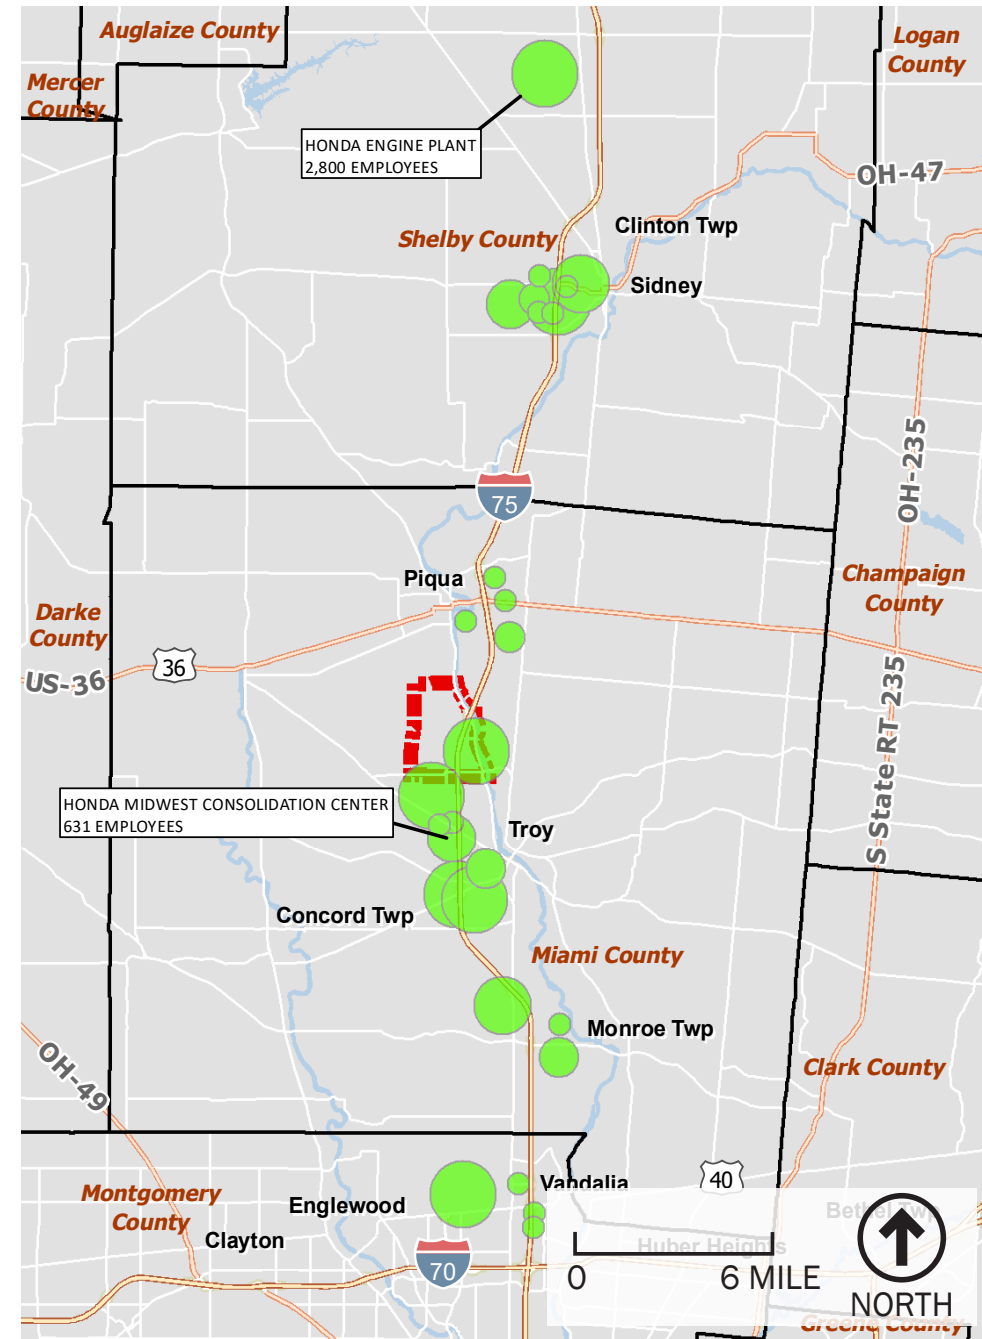 Auglaize County
Logan
County
Mercer
County
HONDA ENGINE PLANT
2,800 EMPLOYEES
OH-47
Clinton Twp
Shelby County
Sidney
OH-235
75
Piqua
Champaign
County
Darke
County
36
US-36
S State RT 235
HONDA MIDWEST CONSOLIDATION CENTER
631 EMPLOYEES
Troy
Concord Twp
Miami County
Monroe Twp
OH-49
Clark County
Vandalia
40
Montgomery
County
Englewood
Bethel Twp
Clayton
Huber Heights
70
0
6 MILE
NORTH
Greene County